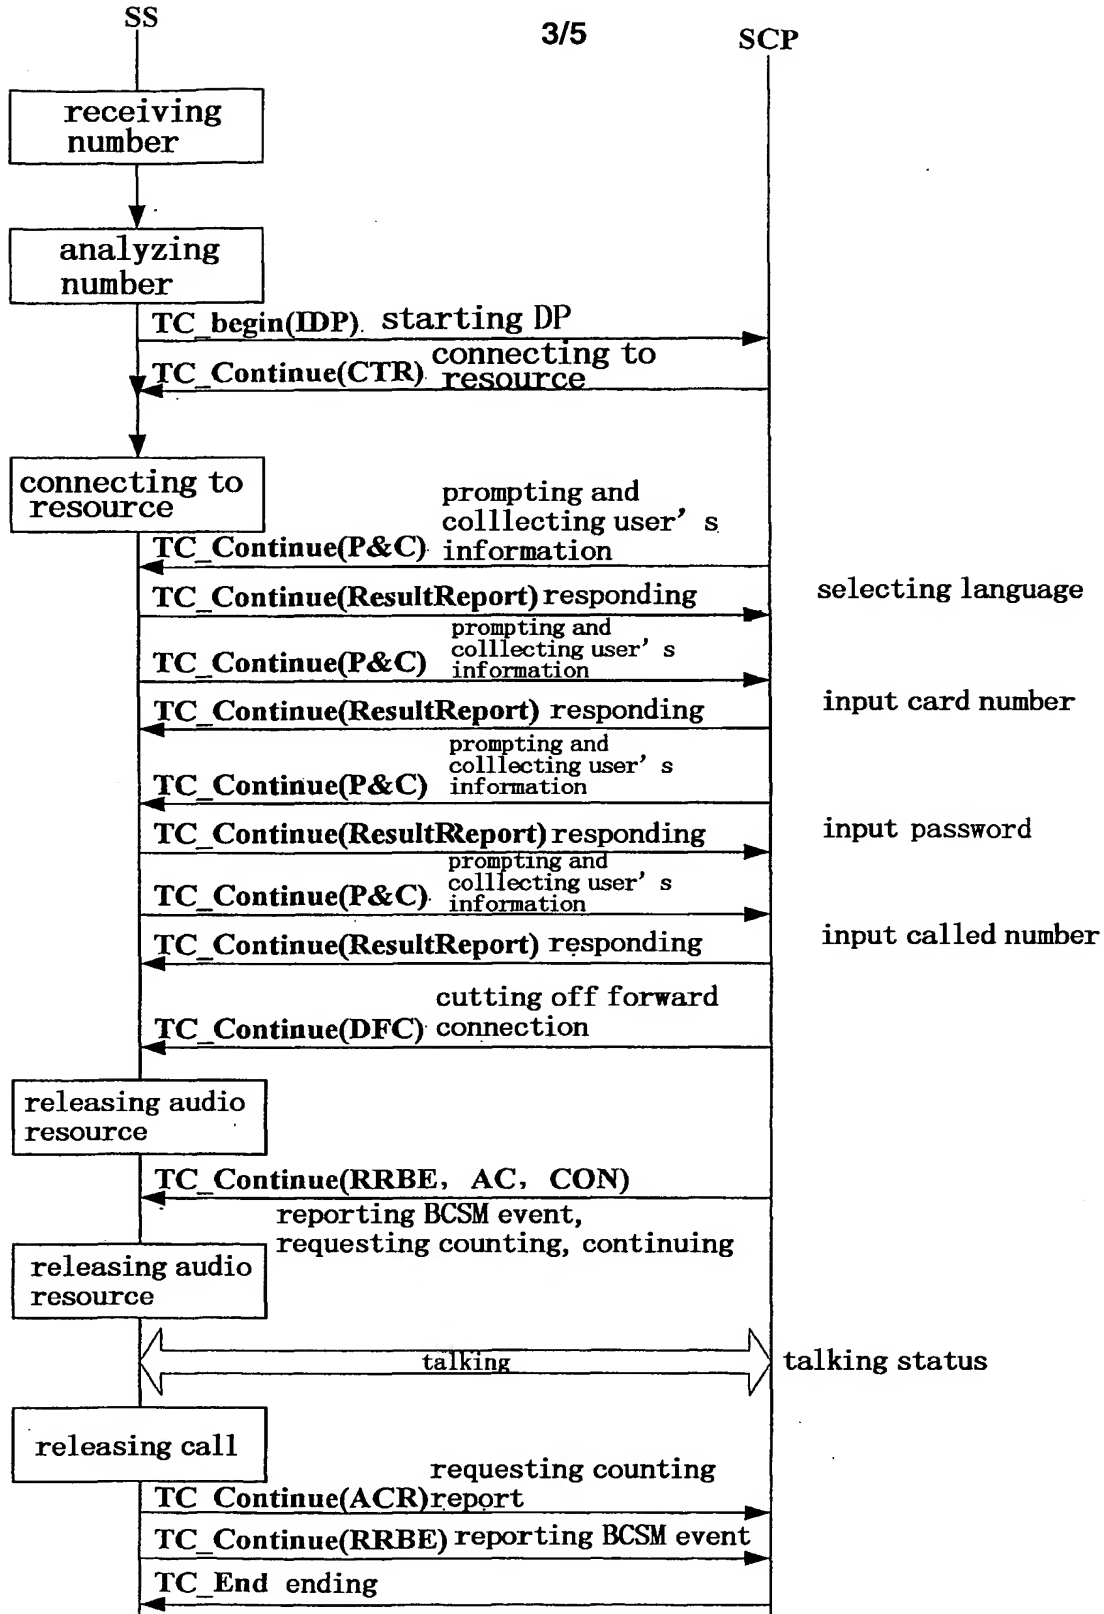 SS
3/5
SCP
receiving
number
analyzing
number
TC_begin(IDP). starting DP
connecting to
TC_Continue(CTR) resource
connecting to
resource
prompting and
colllecting user's
TC_Continue(P&C) information
TC_Continue(ResultReport) responding
selecting language
prompting and
colllecting user's
TC_Continue(P&C) information
TC_Continue(ResultReport) responding
input card number
prompting and
colllecting user's
TC_Continue(P&C) information
TC_Continue(ResultRReport) responding
input password
prompting and
colllecting user's
TC_Continue(P&C) information
TC_Continue(ResultReport) responding
input called number
cutting off forward
TC_Continue(DFC) connection
releasing audio
resource
TC_Continue(RRBE, AC, CON)
reporting BCSM event,
requesting counting, continuing
releasing audio
resource
talking
talking status
releasing call
requesting counting
TC_Continue(ACR) report
TC_Continue(RRBE) reporting BCSM event
TC_End ending